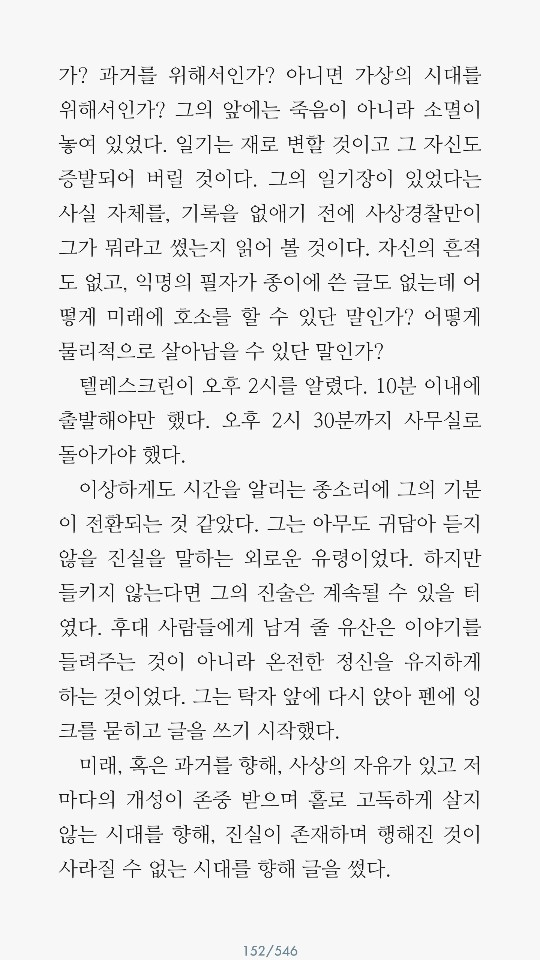 가? 과거를 위해서인가? 아니면 가상의 시대를
위해서인가? 그의 앞에는 죽음이 아니라 소멸이
놓여 있었다. 일기는 재로 변할 것이고 그 자신도
증발되어 버릴 것이다. 그의 일기장이 있었다는
사실 자체를, 기록을 없애기 전에 사상경찰만이
그가 뭐라고 썼는지 읽어 볼 것이다. 자신의 흔적
도 없고, 익명의 필자가 종이에 쓴 글도 없는데 어
떻게 미래에 호소를 할 수 있단 말인가? 어떻게
물리적으로 살아남을 수 있단 말인가?
텔레스크린이 오후 2시를 알렸다. 10분 이내에
출발해야만 했다. 오후 2시 30분까지 사무실로
돌아가야 했다.
이상하게도 시간을 알리는 종소리에 그의 기분
이 전환되는 것 같았다. 그는 아무도 귀담아 듣지
않을 진실을 말하는 외로운 유령이었다. 하지만
들키지 않는다면 그의 진술은 계속될 수 있을 터
였다. 후대 사람들에게 남겨 줄 유산은 이야기를
들려주는 것이 아니라 온전한 정신을 유지하게
하는 것이었다. 그는 탁자 앞에 다시 앉아 펜에 잉
크를 묻히고 글을 쓰기 시작했다.
미래, 혹은 과거를 향해, 사상의 자유가 있고 저
마다의 개성이 존중 받으며 홀로 고독하게 살지
않는 시대를 향해, 진실이 존재하며 행해진 것이
사라질 수 없는 시대를 향해 글을 썼다.
152/546